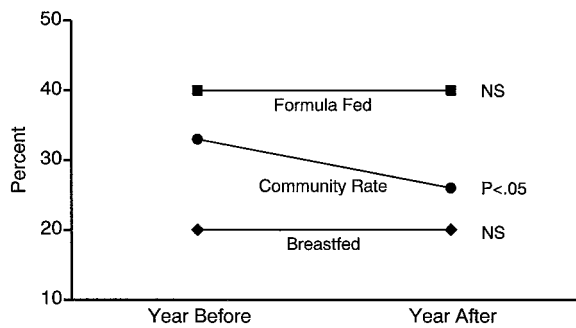 50
40
30
20
10
Percent
Formula Fed
NS
Community Rate
P<.05
Breastfed
NS
Year Before
Year After